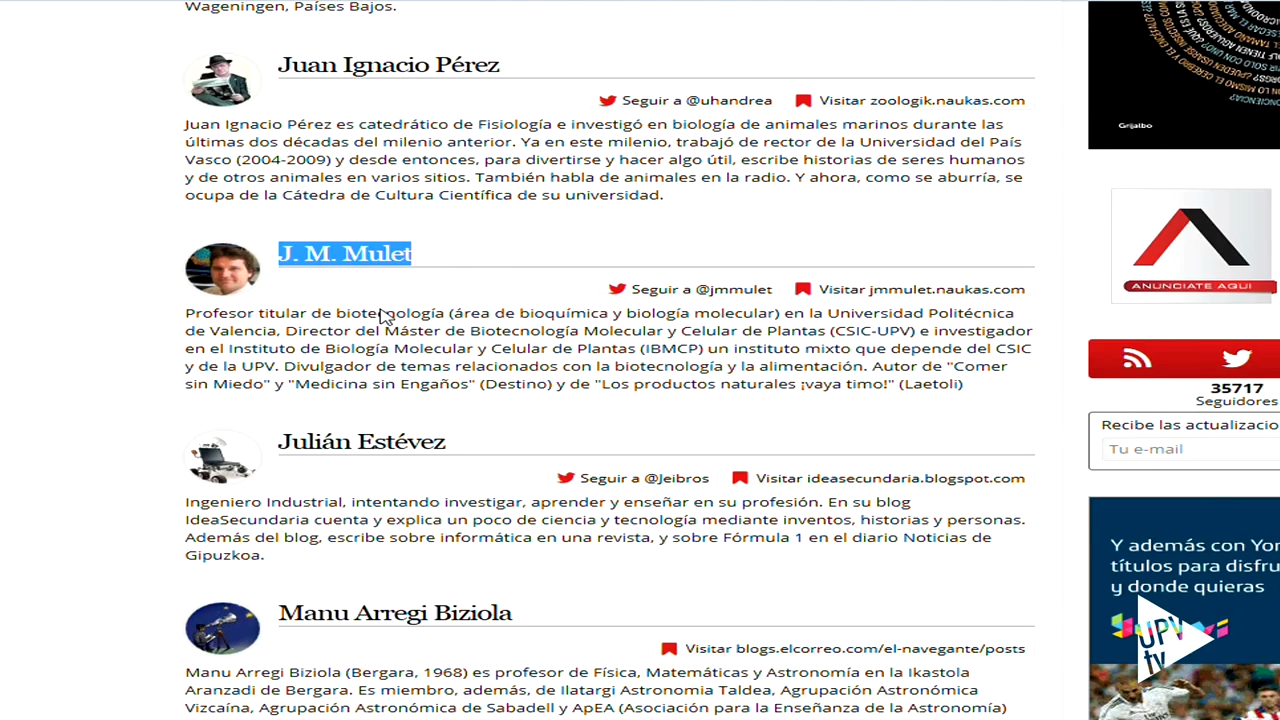 Wageningen, Países Bajos.
Juan Ignacio Pérez
Seguir a @uhandrea Visitar zoologik.naukas.com
Juan Ignacio Pérez es catedrático de Fisiología e investigó en biología de animales marinos durante las
últimas dos décadas del milenio anterior. Ya en este milenio, trabajó de rector de la Universidad del País
Vasco (2004-2009) y desde entonces, para divertirse y hacer algo útil, escribe historias de seres humanos
y de otros animales en varios sitios. También habla de animales en la radio. Y ahora, como se aburría, se
ocupa de la Cátedra de Cultura Científica de su universidad.
J. M. Mulet
Seguir a @jmmulet Visitar jmmulet.naukas.com
Profesor titular de biotecnología (área de bioquímica y biología molecular) en la Universidad Politécnica
de Valencia, Director del Máster de Biotecnología Molecular y Celular de Plantas (CSIC-UPV) e investigador
en el Instituto de Biología Molecular y Celular de Plantas (IBMCP) un instituto mixto que depende del CSIC
y de la UPV. Divulgador de temas relacionados con la biotecnología y la alimentación. Autor de "Comer
sin Miedo" y "Medicina sin Engaños" (Destino) y de "Los productos naturales ¡vaya timo!" (Laetoli)
Julián Estévez
Seguir a @Jeibros Visitar ideasecundaria.blogspot.com
Ingeniero Industrial, intentando investigar, aprender y enseñar en su profesión. En su blog
IdeaSecundaria cuenta y explica un poco de ciencia y tecnología mediante inventos, historias y personas.
Además del blog, escribe sobre informática en una revista, y sobre Fórmula 1 en el diario Noticias de
Gipuzkoa.
Manu Arregi Biziola
Visitar blogs.elcorreo.com/el-navegante/posts
Manu Arregi Biziola (Bergara, 1968) es profesor de Física, Matemáticas y Astronomía en la Ikastola
Aranzadi de Bergara. Es miembro, además, de Ilatargi Astronomia Taldea, Agrupación Astronómica
Vizcaína, Agrupación Astronómica de Sabadell y ApEA (Asociación para la Enseñanza de la Astronomía)
Grijalbo
ANUNCIATE AQUI
35717
Seguidores
Recibe las actualizacio
Tu e-mail
Y además con Yo
títulos para disfru
y donde quieras
UPV
tv